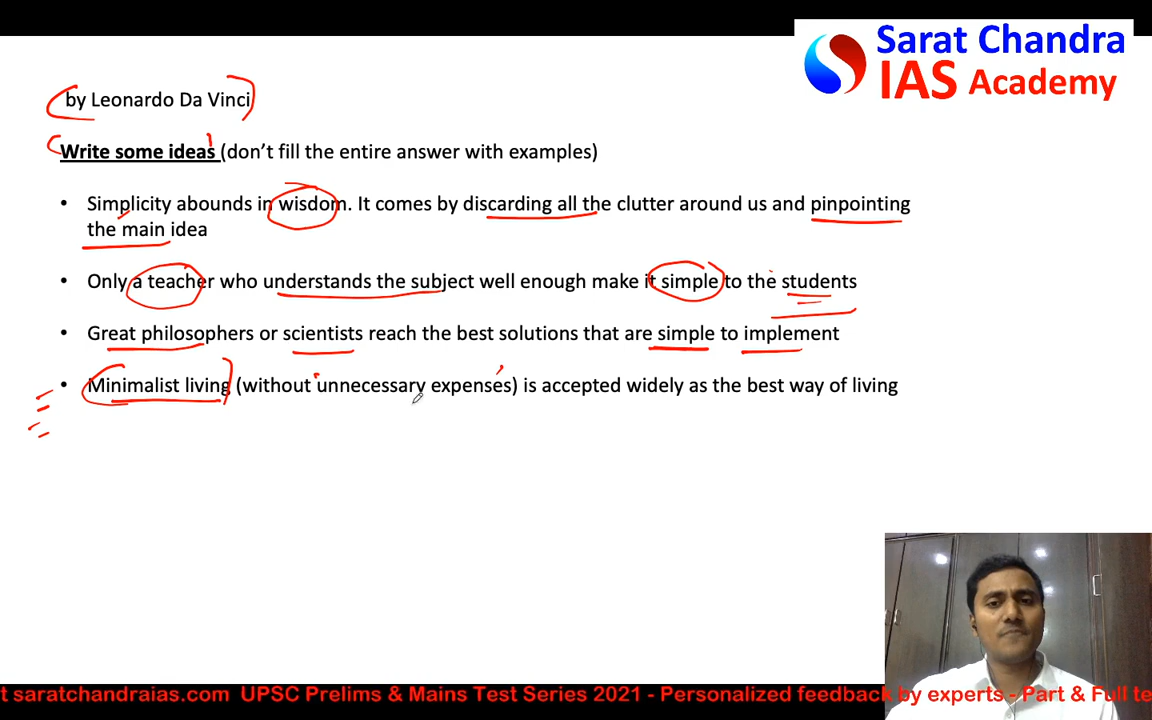 Sarat Chandra
IAS Academy
by Leonardo Da Vinci
Write some ideas (don’t fill the entire answer with examples)
• Simplicity abounds in wisdom. It comes by discarding all the clutter around us and pinpointing
the main idea
• Only a teacher who understands the subject well enough make it simple to the students
• Great philosophers or scientists reach the best solutions that are simple to implement
• Minimalist living (without unnecessary expenses) is accepted widely as the best way of living
t saratchandraias.com UPSC Prelims & Mains Test Series 2021 - Personalized feedback by experts - Part & Full te